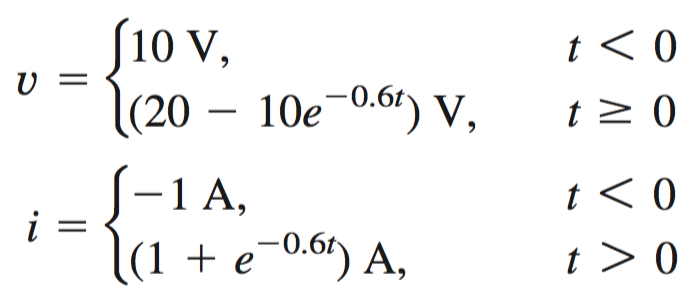 v = {10 V, t < 0
(20 − 10e^{−0.6t}) V, t ≥ 0
i = {−1 A, t < 0
(1 + e^{−0.6t}) A, t > 0